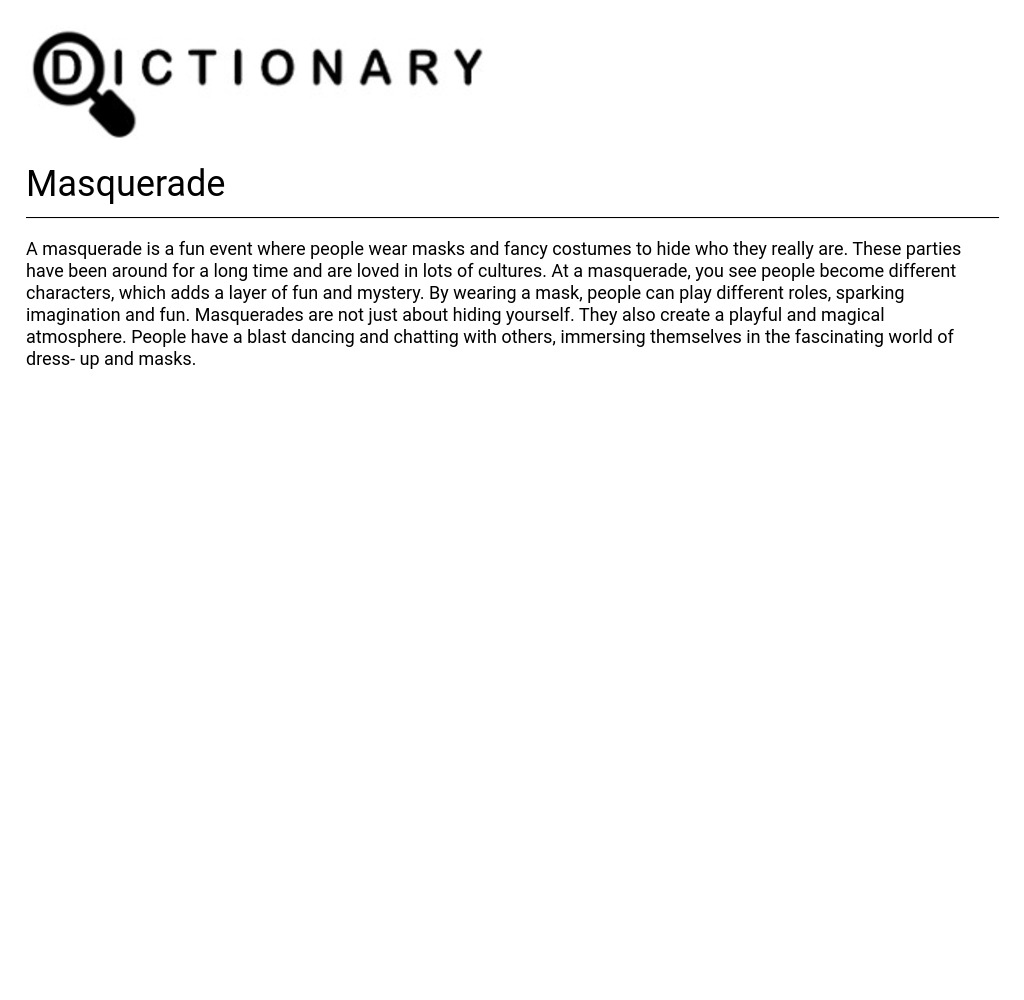 DICTIONARY
Masquerade
A masquerade is a fun event where people wear masks and fancy costumes to hide who they really are. These parties
have been around for a long time and are loved in lots of cultures. At a masquerade, you see people become different
characters, which adds a layer of fun and mystery. By wearing a mask, people can play different roles, sparking
imagination and fun. Masquerades are not just about hiding yourself. They also create a playful and magical
atmosphere. People have a blast dancing and chatting with others, immersing themselves in the fascinating world of
dress- up and masks.